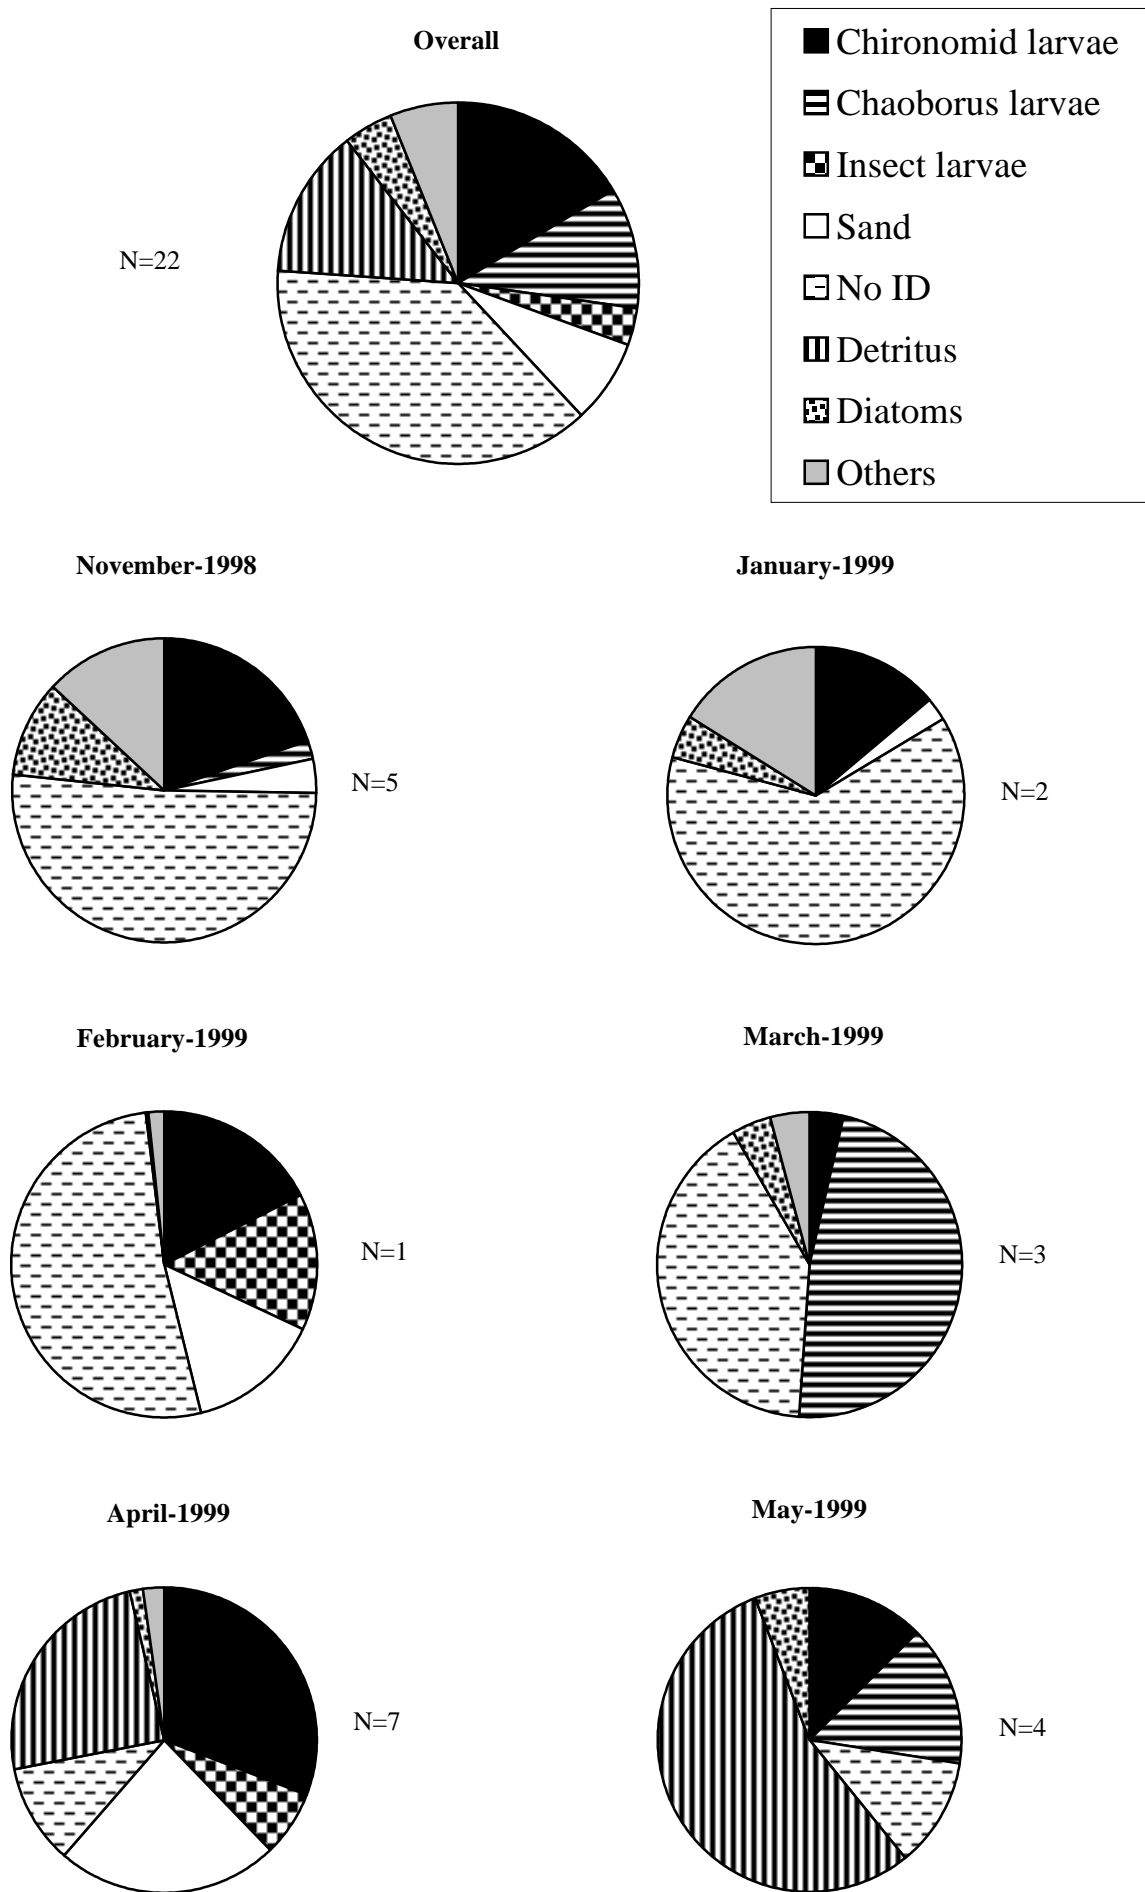 Overall
Chironomid larvae
Chaoborus larvae
Insect larvae
Sand
No ID
Detritus
Diatoms
Others
N=22
November-1998
January-1999
N=5
N=2
February-1999
March-1999
N=1
N=3
April-1999
May-1999
N=7
N=4